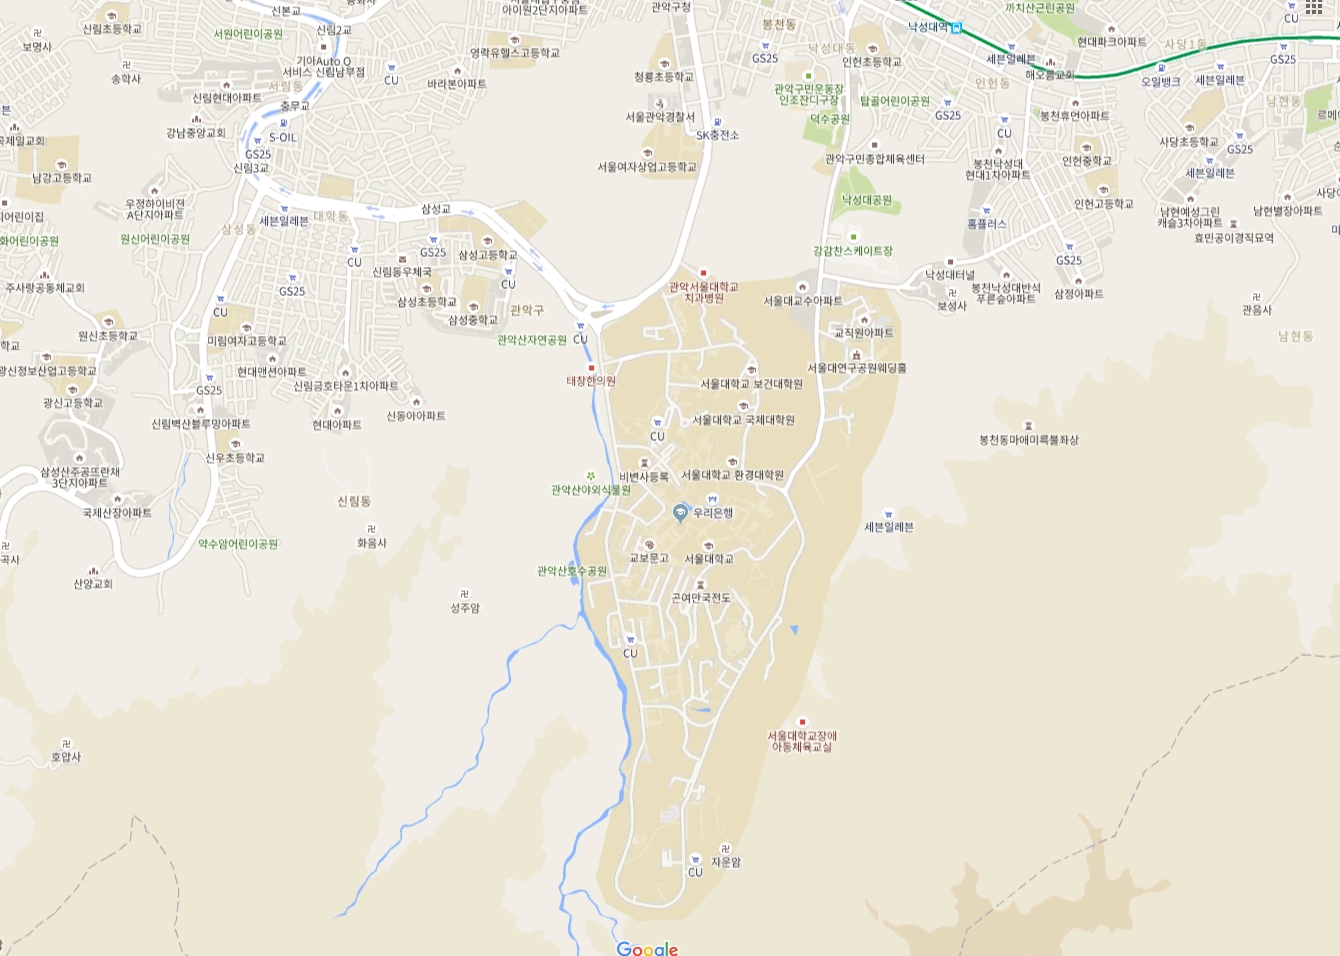 신림초등학교
선본교
신림2교
아이원2단지아파트
관악구청
봉천동
까치산근린공원
CU
보명사
서원어린이공원
영락유헬스고등학교
낙성대동
낙성대역
현대파크아파트
사당1동
송학사
기아Auto Q
서비스 신림남부점
CU
청룡초등학교
GS25
인헌초등학교
세븐일레븐
GS25
신림현대아파트
서림동
바라본아파트
관악구민운동장
인조잔디구장
해오름교회
인헌동
오일뱅크
세븐일레븐
충무교
서울관악경찰서
덕수공원
탑골어린이공원
GS25
봉천휴먼아파트
남현동
강남중앙교회
S-OIL
SK충전소
CU
사당초등학교
GS25
신림3교
GS25
남강고등학교
서울여자상업고등학교
관악구민종합체육센터
봉천낙성대
현대1차아파트
인헌중학교
세븐일레븐
우정하이비젼
A단지아파트
세븐일레븐
대학동
삼성교
낙성대공원
홈플러스
인헌고등학교
남현예성그린
캐슬3차아파트
남현별장아파트
효민공이경직묘역
삼성동
원신어린이공원
CU
GS25
삼성고등학교
강감찬스케이트장
GS25
신림동우체국
CU
주사랑공동체교회
GS25
삼성초등학교
관악서울대학교
치과병원
서울대교수아파트
낙성대터널
보성사
봉천낙성대반석
푸른숲아파트
삼정아파트
CU
삼성중학교
관악구
관음사
원신초등학교
미림여자고등학교
관악산자연공원
CU
교직원아파트
남현동
광신정보산업고등학교
현대맨션아파트
신림금호타운1차아파트
태창한의원
서울대학교 보건대학원
서울대연구공원웨딩홀
GS25
광신고등학교
신림벽산블루밍아파트
현대아파트
신동아아파트
CU
서울대학교 국제대학원
봉천동마애미륵불좌상
삼성산주공뜨란채
3단지아파트
신우초등학교
비변사등록
서울대학교 환경대학원
관악산야외식물원
국제산장아파트
신림동
우리은행
세븐일레븐
약수암어린이공원
화음사
교보문고
서울대학교
산양교회
관악산호수공원
성주암
곤여만국전도
CU
호압사
서울대학교장애
아동체육교실
자운암
CU
Google